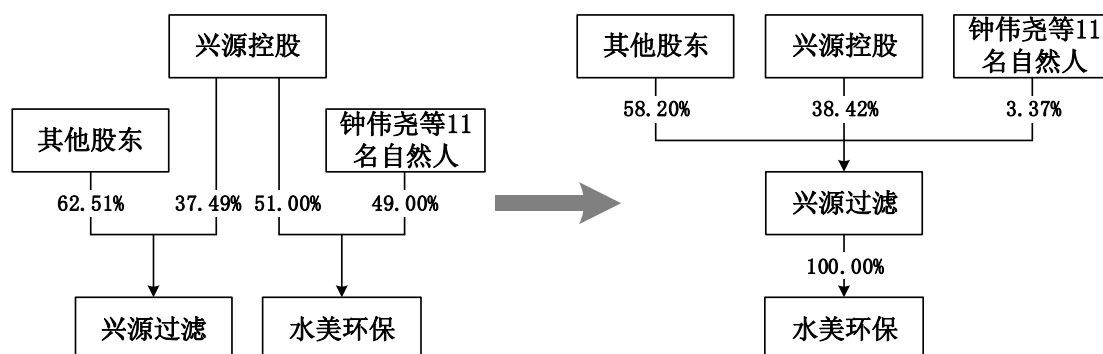 兴源控股
其他股东
钟伟尧等11
名自然人
62.51%
37.49%
51.00%
49.00%
兴源过滤
水美环保
其他股东
兴源控股
钟伟尧等11
名自然人
58.20%
38.42%
3.37%
兴源过滤
100.00%
水美环保